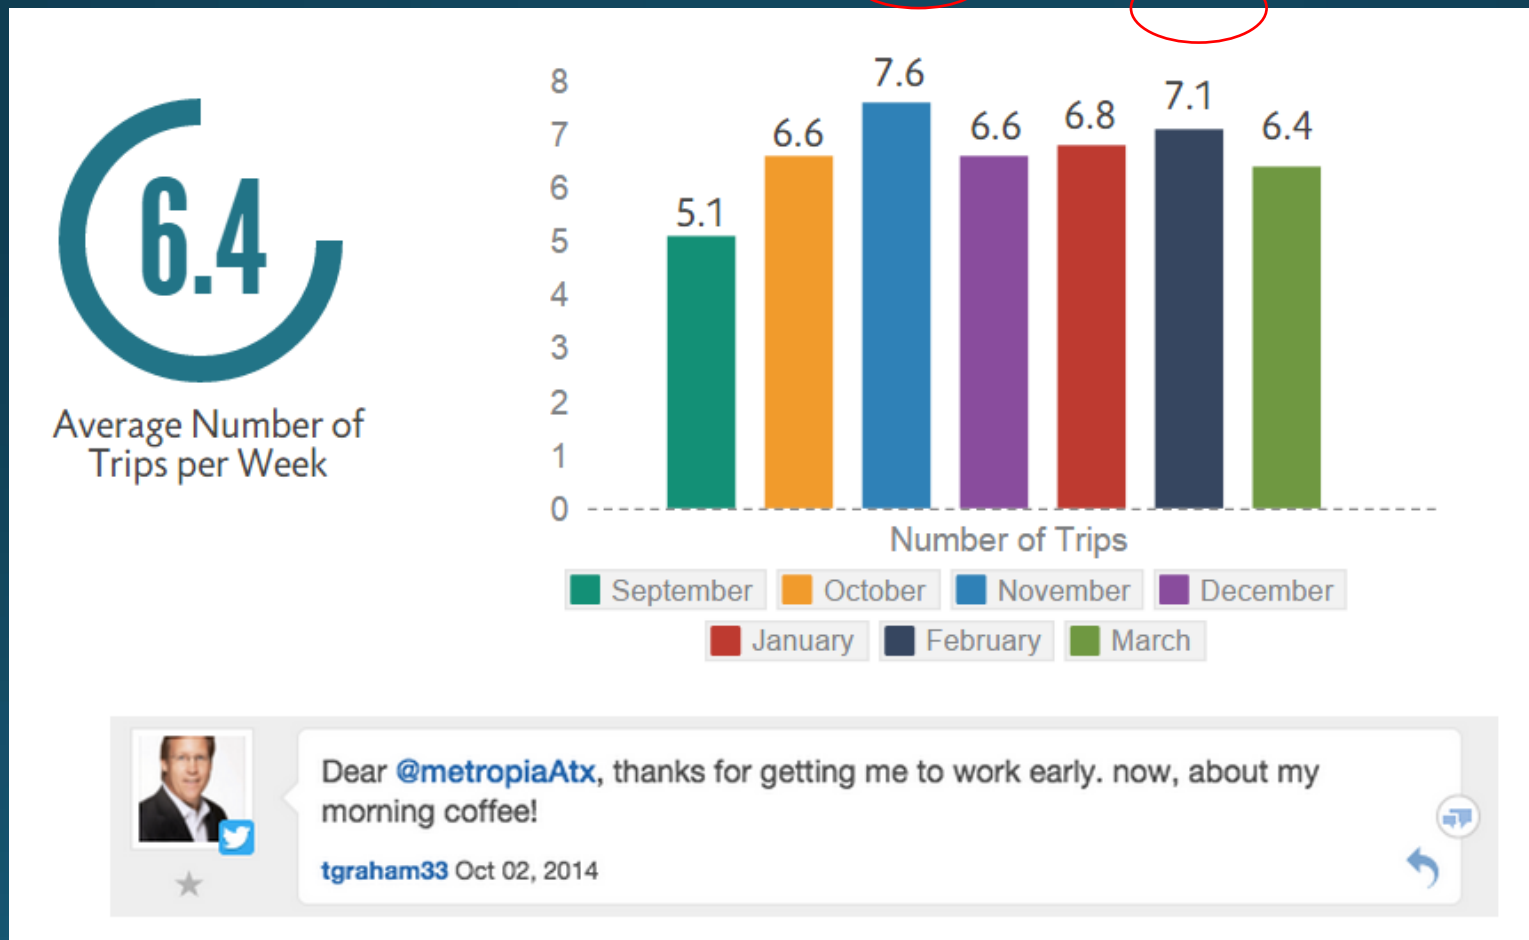 6.4
Average Number of
Trips per Week
8
7
6
5
4
3
2
1
0
5.1
6.6
7.6
6.6
6.8
7.1
6.4
Number of Trips
September October November December
January February March
Dear @metropiaAtx, thanks for getting me to work early. now, about my
morning coffee!
tgraham33 Oct 02, 2014